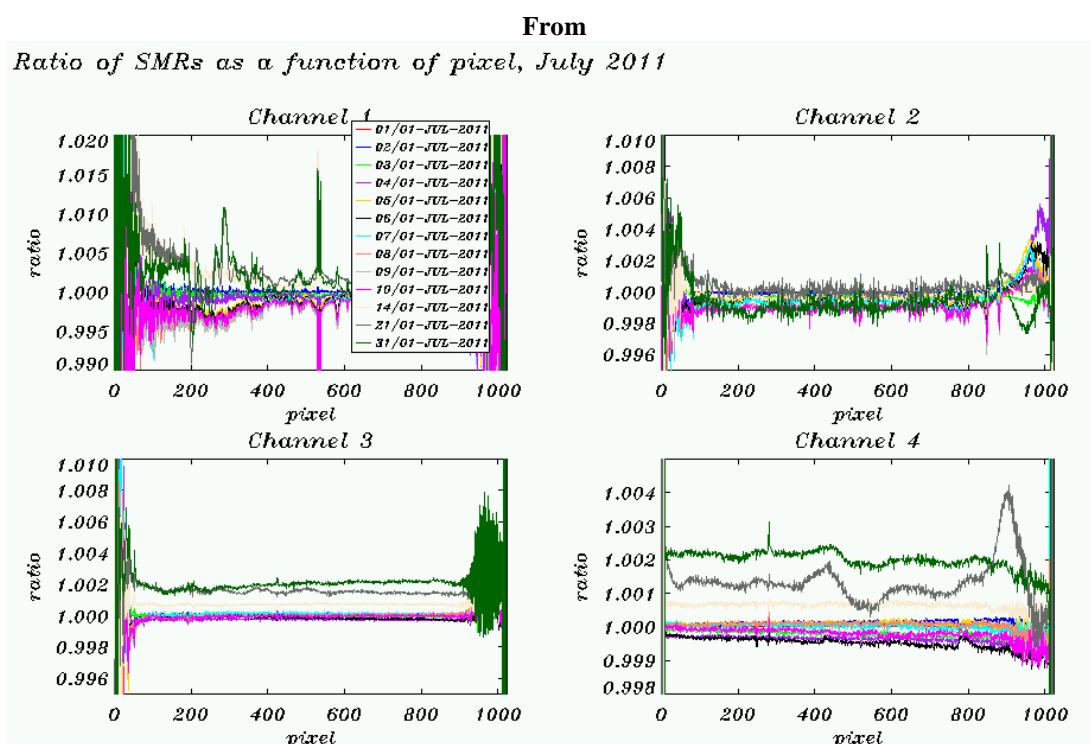 From
Ratio of SMRs as a function of pixel, July 2011
Channel 1
1.020
1.015
1.010
1.005
1.000
0.995
0.990
ratio
01/01-JUL-2011
02/01-JUL-2011
03/01-JUL-2011
04/01-JUL-2011
05/01-JUL-2011
06/01-JUL-2011
07/01-JUL-2011
08/01-JUL-2011
09/01-JUL-2011
10/01-JUL-2011
14/01-JUL-2011
21/01-JUL-2011
31/01-JUL-2011
0 200 400 600 800 1000
pixel
Channel 2
1.010
1.008
1.006
1.004
1.002
1.000
0.998
0.996
ratio
0 200 400 600 800 1000
pixel
Channel 3
1.010
1.008
1.006
1.004
1.002
1.000
0.998
0.996
ratio
0 200 400 600 800 1000
pixel
Channel 4
1.004
1.003
1.002
1.001
1.000
0.999
0.998
ratio
0 200 400 600 800 1000
pixel